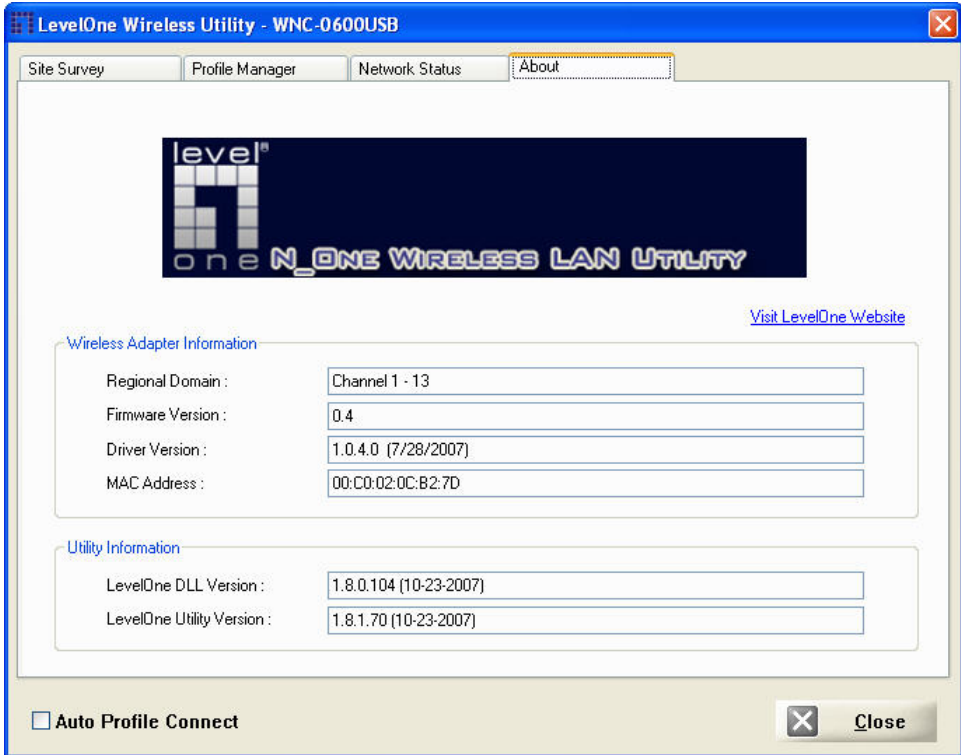 LevelOne Wireless Utility - WNC-0600USB
Site Survey Profile Manager Network Status About
level®
one N_One Wireless LAN Utility
Visit LevelOne Website
Wireless Adapter Information
Regional Domain : Channel 1 - 13
Firmware Version : 0.4
Driver Version : 1.0.4.0 (7/28/2007)
MAC Address : 00:C0:02:0C:B2:7D
Utility Information
LevelOne DLL Version : 1.8.0.104 (10-23-2007)
LevelOne Utility Version : 1.8.1.70 (10-23-2007)
Auto Profile Connect Close